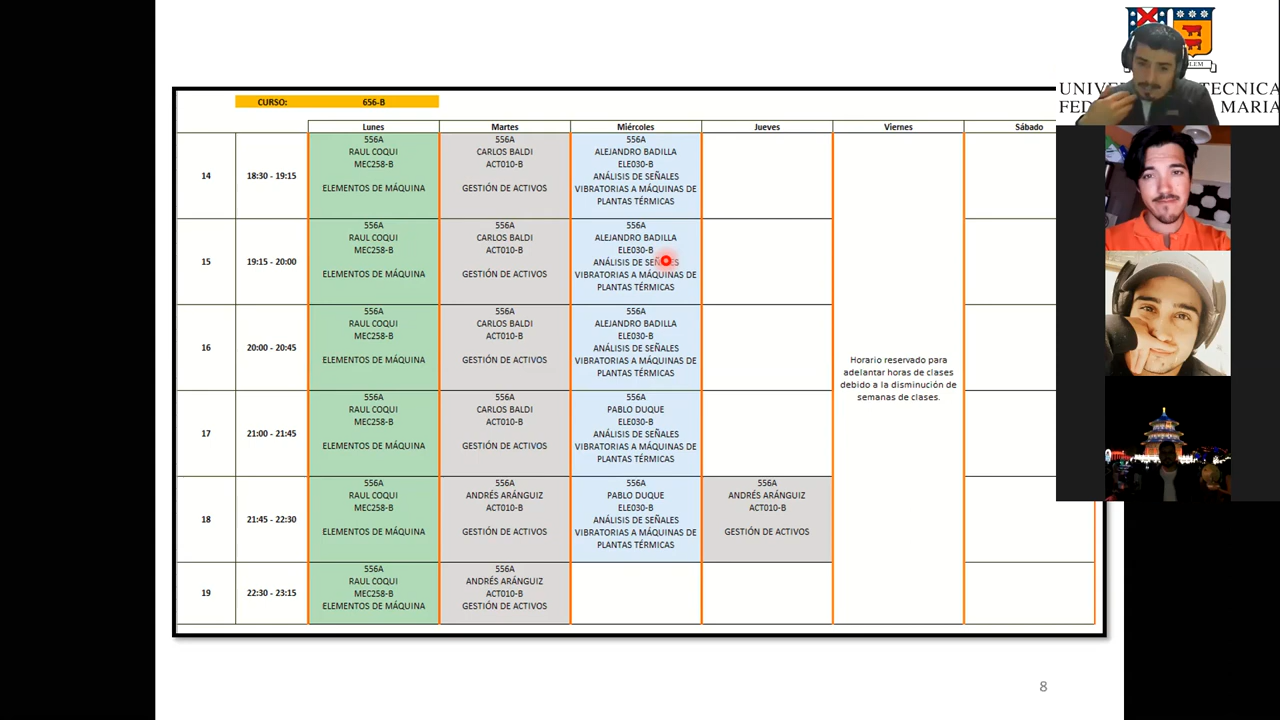 UNIV TECNICA
FED MARIA
CURSO: 656-B
Lunes Martes Miércoles Jueves Viernes Sábado
14
18:30 - 19:15
556A
RAUL COQUI
MEC258-B
ELEMENTOS DE MÁQUINA
556A
CARLOS BALDI
ACT010-B
GESTIÓN DE ACTIVOS
556A
ALEJANDRO BADILLA
ELE030-B
ANÁLISIS DE SEÑALES
VIBRATORIAS A MÁQUINAS DE
PLANTAS TÉRMICAS
15
19:15 - 20:00
556A
RAUL COQUI
MEC258-B
ELEMENTOS DE MÁQUINA
556A
CARLOS BALDI
ACT010-B
GESTIÓN DE ACTIVOS
556A
ALEJANDRO BADILLA
ELE030-B
ANÁLISIS DE SEÑALES
VIBRATORIAS A MÁQUINAS DE
PLANTAS TÉRMICAS
16
20:00 - 20:45
556A
RAUL COQUI
MEC258-B
ELEMENTOS DE MÁQUINA
556A
CARLOS BALDI
ACT010-B
GESTIÓN DE ACTIVOS
556A
ALEJANDRO BADILLA
ELE030-B
ANÁLISIS DE SEÑALES
VIBRATORIAS A MÁQUINAS DE
PLANTAS TÉRMICAS
Horario reservado para
adelantar horas de clases
debido a la disminución de
semanas de clases.
17
21:00 - 21:45
556A
RAUL COQUI
MEC258-B
ELEMENTOS DE MÁQUINA
556A
CARLOS BALDI
ACT010-B
GESTIÓN DE ACTIVOS
556A
PABLO DUQUE
ELE030-B
ANÁLISIS DE SEÑALES
VIBRATORIAS A MÁQUINAS DE
PLANTAS TÉRMICAS
18
21:45 - 22:30
556A
RAUL COQUI
MEC258-B
ELEMENTOS DE MÁQUINA
556A
ANDRÉS ARÁNGUIZ
ACT010-B
GESTIÓN DE ACTIVOS
556A
PABLO DUQUE
ELE030-B
ANÁLISIS DE SEÑALES
VIBRATORIAS A MÁQUINAS DE
PLANTAS TÉRMICAS
556A
ANDRÉS ARÁNGUIZ
ACT010-B
GESTIÓN DE ACTIVOS
19
22:30 - 23:15
556A
RAUL COQUI
MEC258-B
ELEMENTOS DE MÁQUINA
556A
ANDRÉS ARÁNGUIZ
ACT010-B
GESTIÓN DE ACTIVOS
8